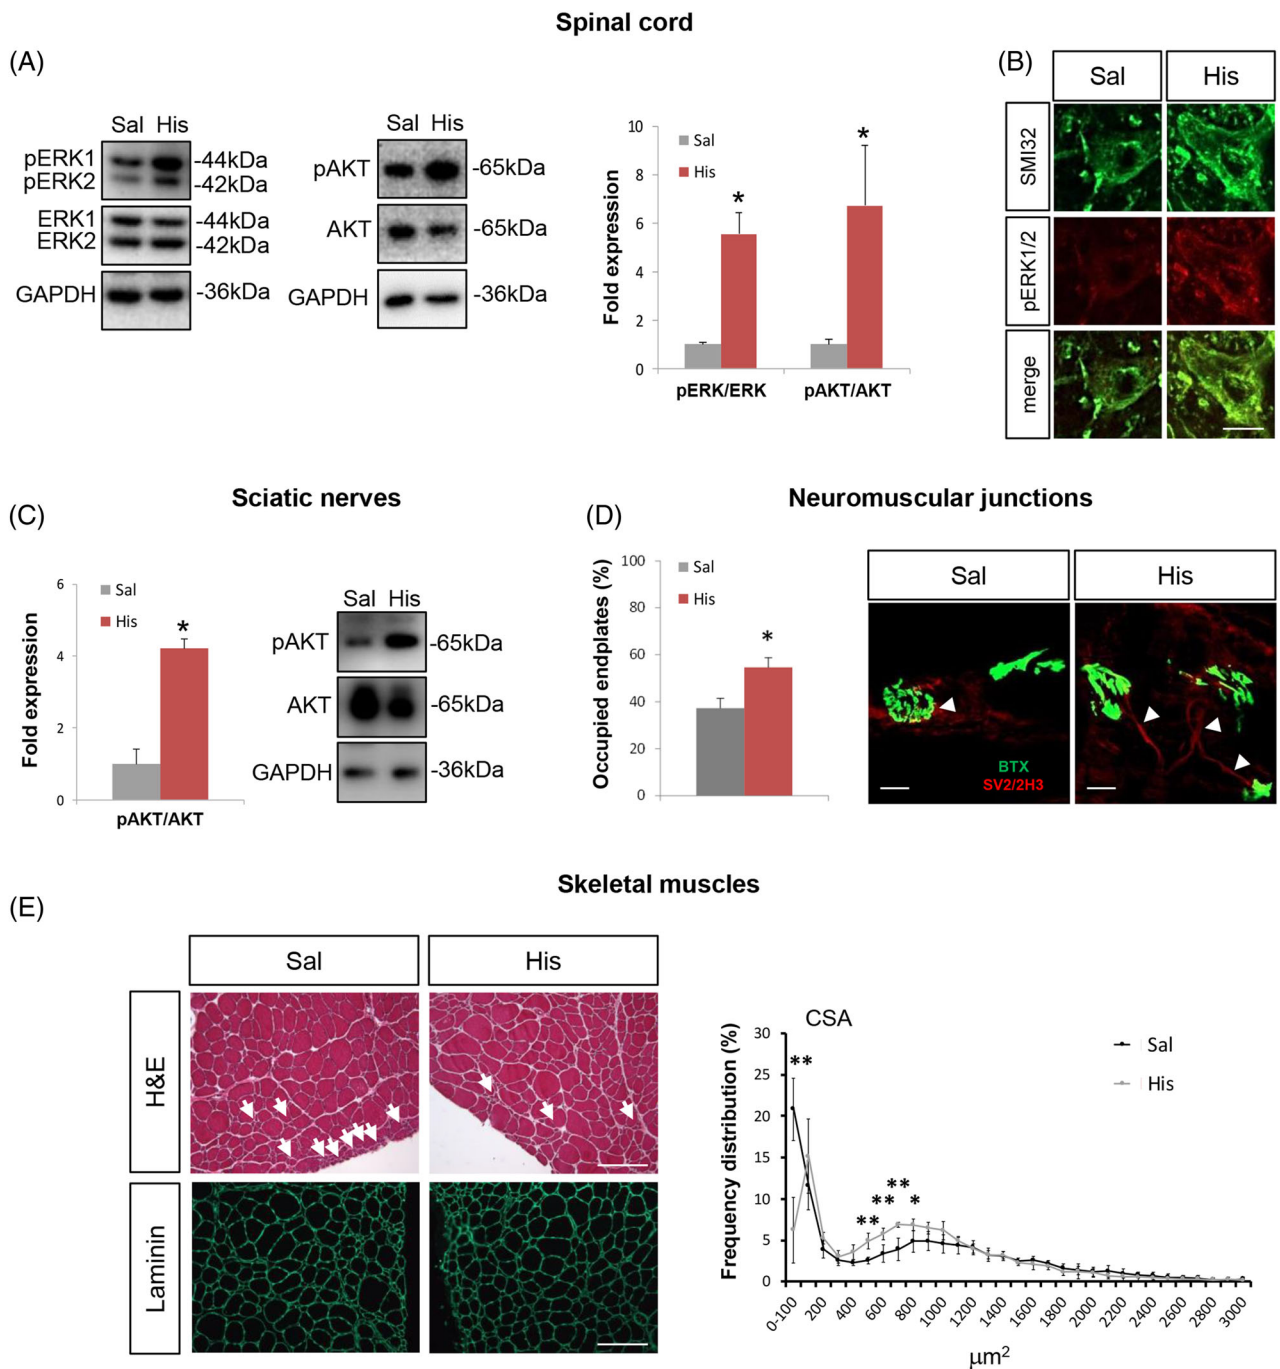 Spinal cord
(A)
Sal His
pERK1 -44kDa
pERK2 -42kDa
ERK1 -44kDa
ERK2 -42kDa
GAPDH -36kDa
Sal His
pAKT -65kDa
AKT -65kDa
GAPDH -36kDa
Fold expression
10
8
6
4
2
0
Sal
His
*
*
pERK/ERK pAKT/AKT
(B)
Sal His
SMI32
pERK1/2
merge
Sciatic nerves
(C)
Fold expression
6
4
2
0
Sal
His
*
pAKT/AKT
Sal His
pAKT -65kDa
AKT -65kDa
GAPDH -36kDa
Neuromuscular junctions
(D)
Occupied endplates (%)
100
80
60
40
20
0
Sal
His
*
Sal His
BTX
SV2/2H3
Skeletal muscles
(E)
Sal His
H&E
Laminin
CSA
Frequency distribution (%)
30
25
20
15
10
5
0
Sal
His
**
**
**
**
*
0-100 200 400 600 800 1000 1200 1400 1600 1800 2000 2200 2400 2600 2800 3000
μm²